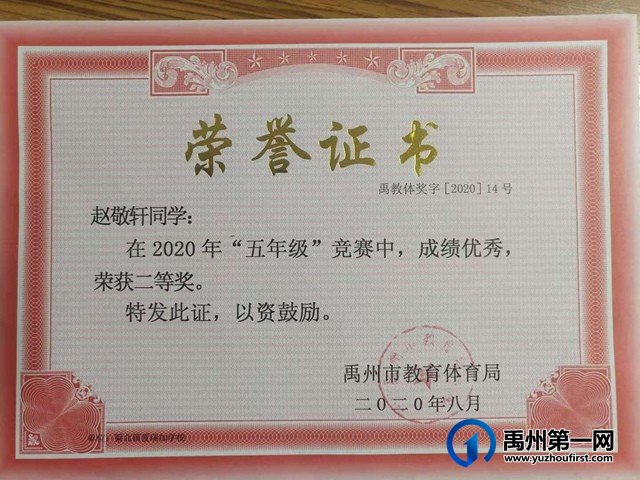 荣誉证书
禹教体奖字［2020］14号
赵敬轩同学：
在2020年“五年级”竞赛中，成绩优秀，
荣获二等奖。
特发此证，以资鼓励。
禹州市教育体育局
二〇二〇年八月
禹州第一网
www.yuzhoufirst.com